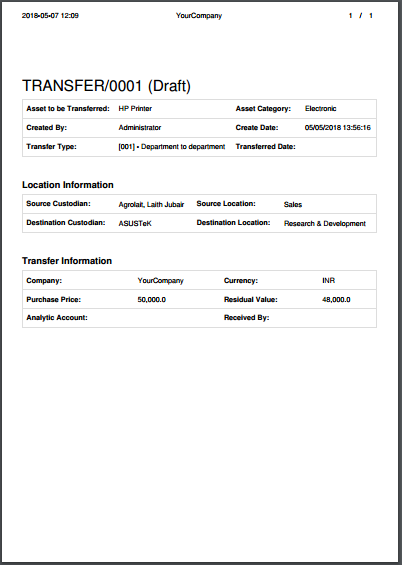 2018-05-07 12:09 YourCompany 1 / 1
TRANSFER/0001 (Draft)
Asset to be Transferred: HP Printer Asset Category: Electronic
Created By: Administrator Create Date: 05/05/2018 13:56:16
Transfer Type: [001] - Department to department Transferred Date:
Location Information
Source Custodian: Agrolait, Laith Jubair Source Location: Sales
Destination Custodian: ASUSTeK Destination Location: Research & Development
Transfer Information
Company: YourCompany Currency: INR
Purchase Price: 50,000.0 Residual Value: 48,000.0
Analytic Account: Received By: